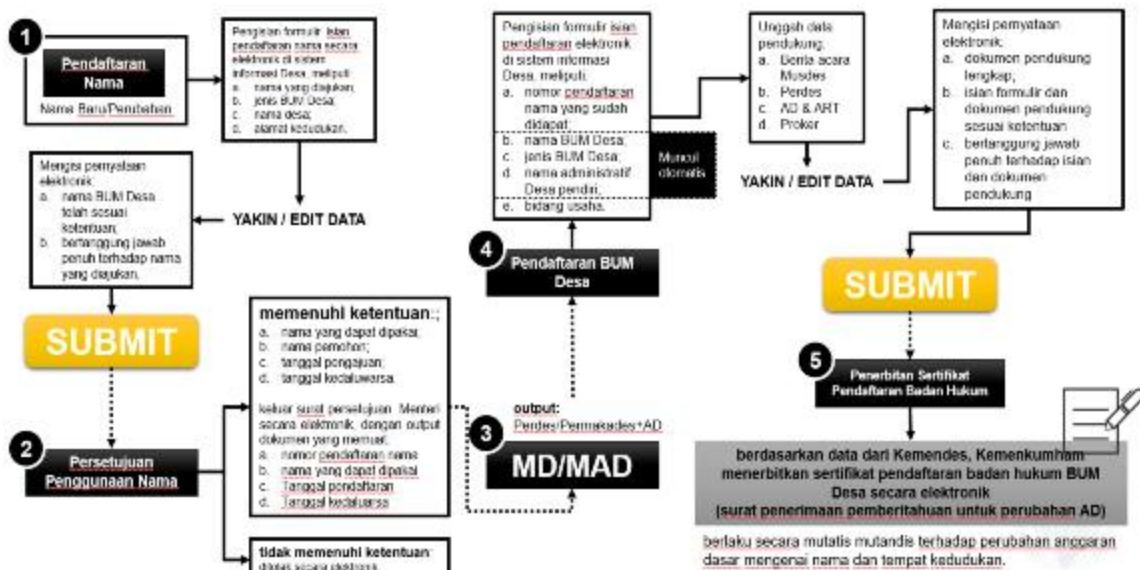 1
Pendaftaran
Nama
Nama Baru/Perubahan
Pengisian formulir isian
pendaftaran nama secara
elektronik di sistem
informasi Desa, meliputi
a. nama yang diajukan;
b. jenis BUM Desa;
c. nama desa;
d. alamat kedudukan.
YAKIN / EDIT DATA
Mengisi pernyataan
elektronik:
a. nama BUM Desa
telah sesuai
ketentuan;
b. bertanggung jawab
penuh terhadap nama
yang diajukan.
SUBMIT
2
Persetujuan
Penggunaan Nama
memenuhi ketentuan:;
a. nama yang dapat dipakai;
b. nama pemohon;
c. tanggal pengajuan;
d. tanggal kedaluwarsa
keluar surat persetujuan Menteri
secara elektronik, dengan output
dokumen yang memuat:
a. nomor pendaftaran nama
b. nama yang dapat dipakai
c. Tanggal pendaftaran
d. Tanggal kedaluarsa
tidak memenuhi ketentuan:
ditolak secara elektronik.
output:
Perdes/Permakades+AD
3
MD/MAD
4
Pendaftaran BUM
Desa
Pengisian formulir isian
pendaftaran elektronik
di sistem informasi
Desa, meliputi:
a. nomor pendaftaran
nama yang sudah
didapat;
b. nama BUM Desa;
c. jenis BUM Desa;
d. nama administratif
Desa pendiri;
e. bidang usaha.
Muncul
otomatis
Unggah data
pendukung:
a. Berita acara
Musdes
b. Perdes
c. AD & ART
d. Proker
YAKIN / EDIT DATA
Mengisi pernyataan
elektronik:
a. dokumen pendukung
lengkap;
b. isian formulir &
dokumen pendukung
sesuai ketentuan
c. bertanggung jawab
penuh terhadap isian
dan dokumen
pendukung
SUBMIT
5
Penerbitan Sertifikat
Pendaftaran Badan Hukum
berdasarkan data dari Kemendes, Kemenkumham
menerbitkan sertifikat pendaftaran badan hukum BUM
Desa secara elektronik
(surat penerimaan pemberitahuan untuk perubahan AD)
berlaku secara mutatis mutandis terhadap perubahan anggaran
dasar mengenai nama dan tempat kedudukan.